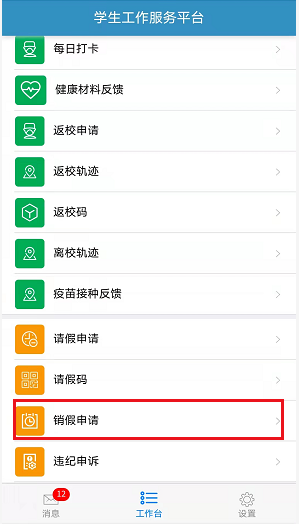 学生工作服务平台
每日打卡
健康材料反馈
返校申请
返校轨迹
返校码
离校轨迹
疫苗接种反馈
请假申请
请假码
销假申请
违纪申诉
12
消息
工作台
设置